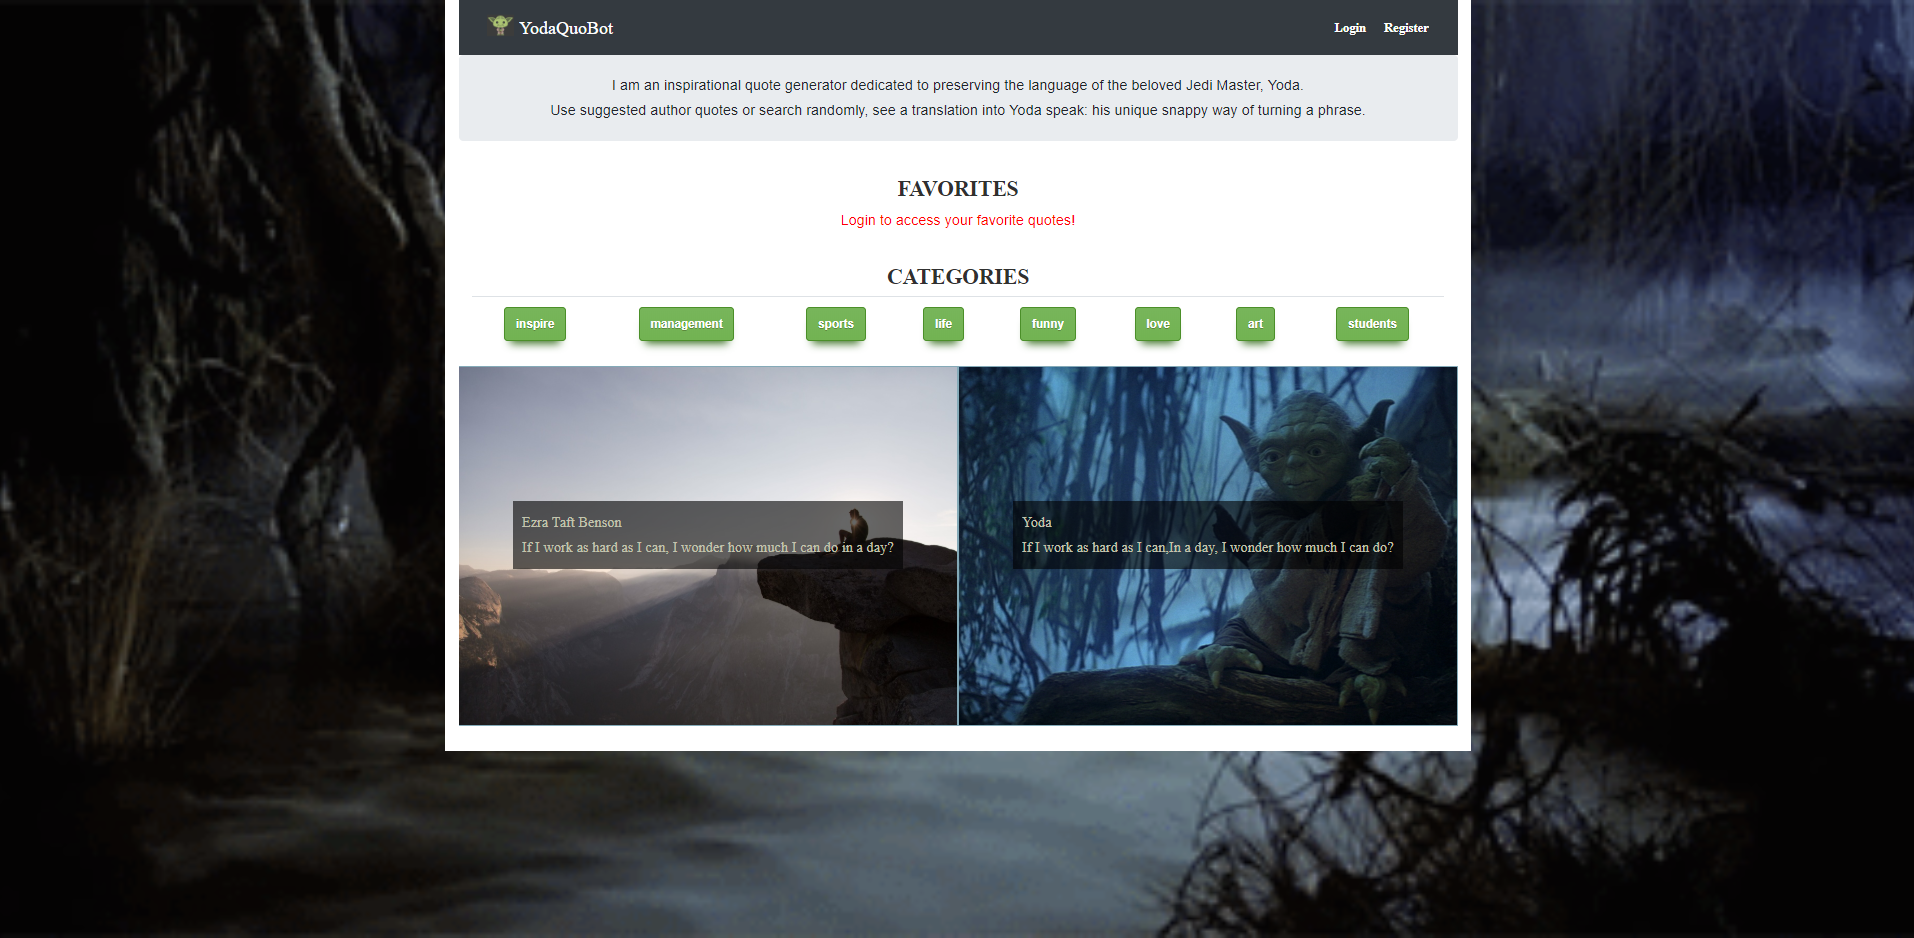 YodaQuoBot
Login Register
I am an inspirational quote generator dedicated to preserving the language of the beloved Jedi Master, Yoda.
Use suggested author quotes or search randomly, see a translation into Yoda speak: his unique snappy way of turning a phrase.
FAVORITES
Login to access your favorite quotes!
CATEGORIES
inspire management sports life funny love art students
Ezra Taft Benson
If I work as hard as I can, I wonder how much I can do in a day?
Yoda
If I work as hard as I can,In a day, I wonder how much I can do?